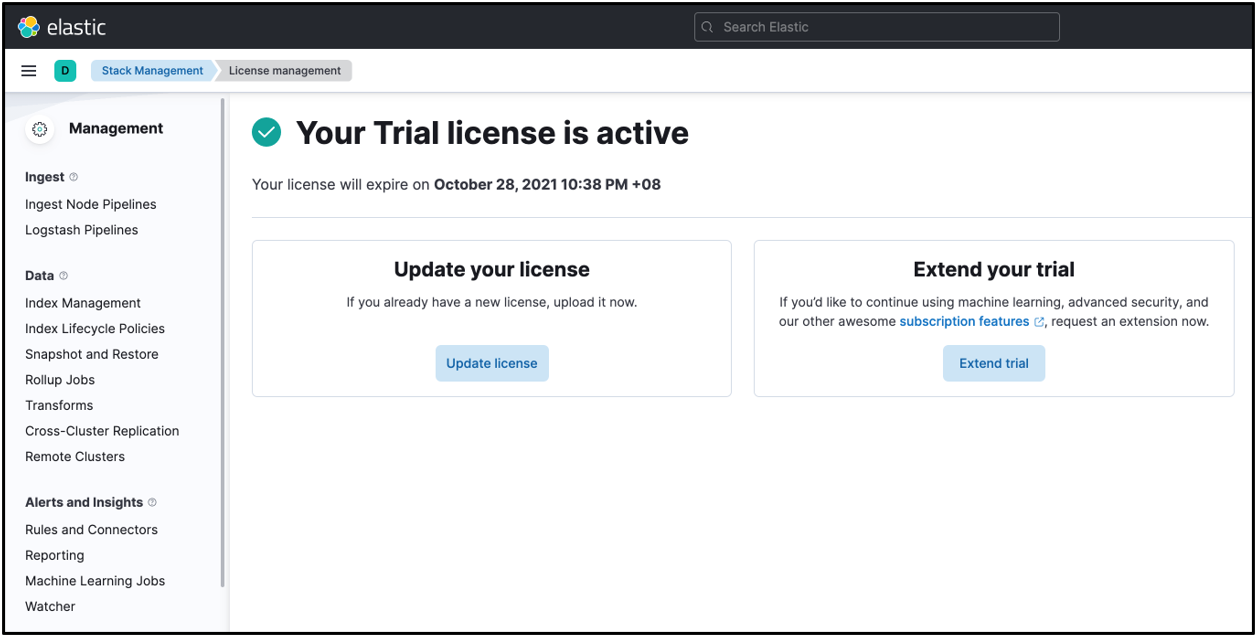 elastic
Search Elastic
D
Stack Management
License management
Management
Ingest
Ingest Node Pipelines
Logstash Pipelines
Data
Index Management
Index Lifecycle Policies
Snapshot and Restore
Rollup Jobs
Transforms
Cross-Cluster Replication
Remote Clusters
Alerts and Insights
Rules and Connectors
Reporting
Machine Learning Jobs
Watcher
Your Trial license is active
Your license will expire on October 28, 2021 10:38 PM +08
Update your license
If you already have a new license, upload it now.
Update license
Extend your trial
If you’d like to continue using machine learning, advanced security, and
our other awesome subscription features , request an extension now.
Extend trial